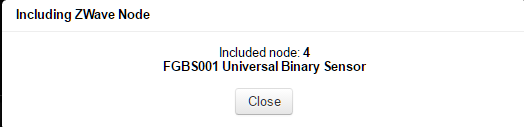 Including ZWave Node
Included node: 4
FGBS001 Universal Binary Sensor
Close